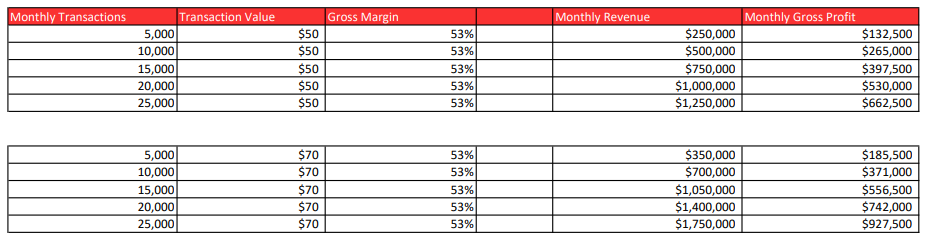 Monthly Transactions Transaction Value Gross Margin Monthly Revenue Monthly Gross Profit
5,000 $50 53% $250,000 $132,500
10,000 $50 53% $500,000 $265,000
15,000 $50 53% $750,000 $397,500
20,000 $50 53% $1,000,000 $530,000
25,000 $50 53% $1,250,000 $662,500
5,000 $70 53% $350,000 $185,500
10,000 $70 53% $700,000 $371,000
15,000 $70 53% $1,050,000 $556,500
20,000 $70 53% $1,400,000 $742,000
25,000 $70 53% $1,750,000 $927,500